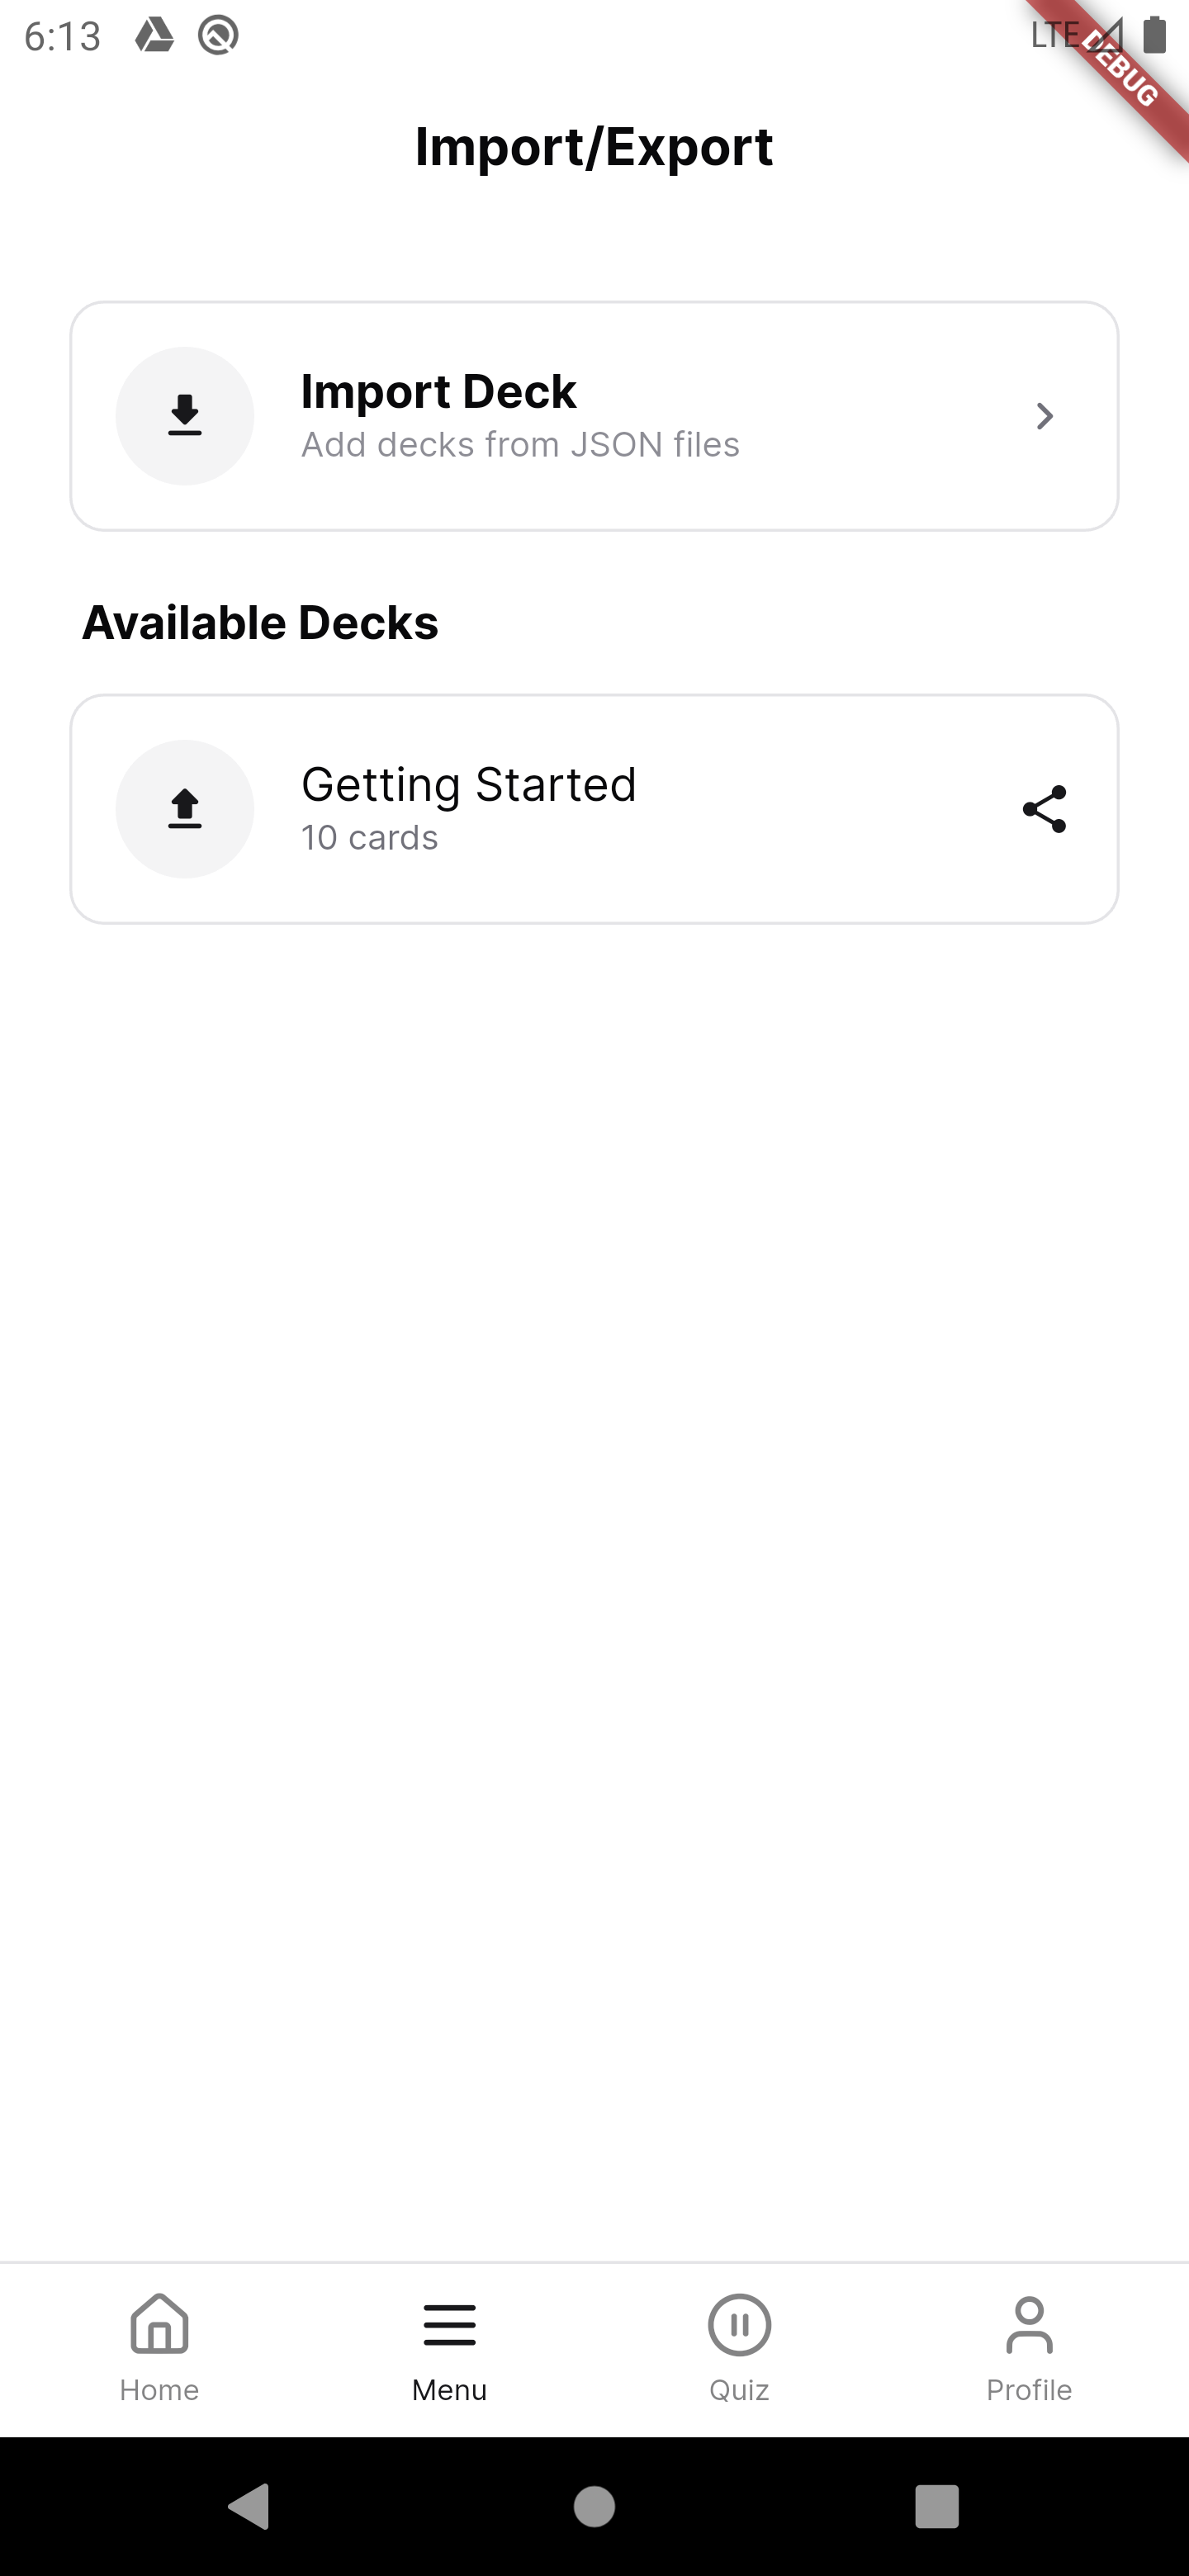 6:13
LTE
DEBUG
Import/Export
Import Deck
Add decks from JSON files
Available Decks
Getting Started
10 cards
Home
Menu
Quiz
Profile